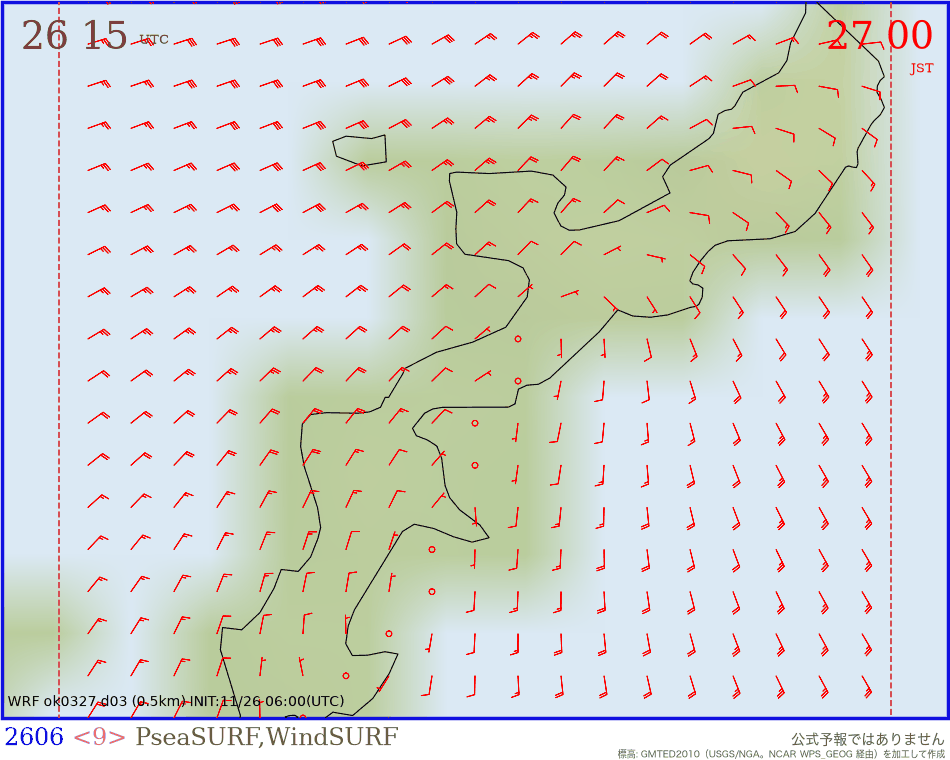 26 15 UTC
27 00
JST
WRF ok0327.d03 (0.5km) INIT:11/26 06:00(UTC)
2606 <9> PseaSURF,WindSURF
公式予報ではありません
標高: GMTED2010（USGS/NGA。NCAR WPS_GEOG 経由）を加工して作成